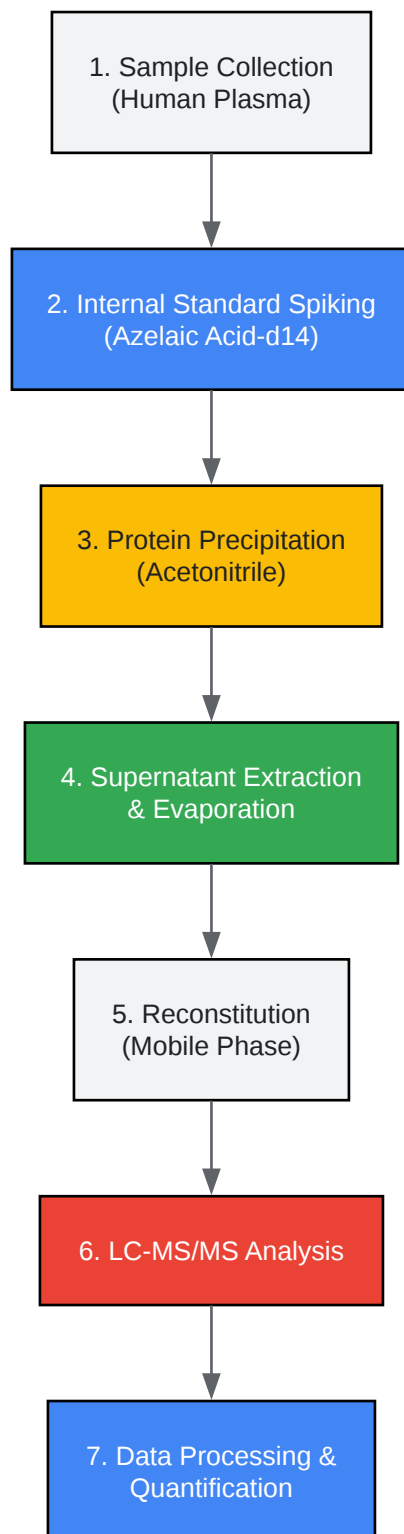 1. Sample Collection
(Human Plasma)
2. Internal Standard Spiking
(Azelaic Acid-d14)
3. Protein Precipitation
(Acetonitrile)
4. Supernatant Extraction
& Evaporation
5. Reconstitution
(Mobile Phase)
6. LC-MS/MS Analysis
7. Data Processing &
Quantification